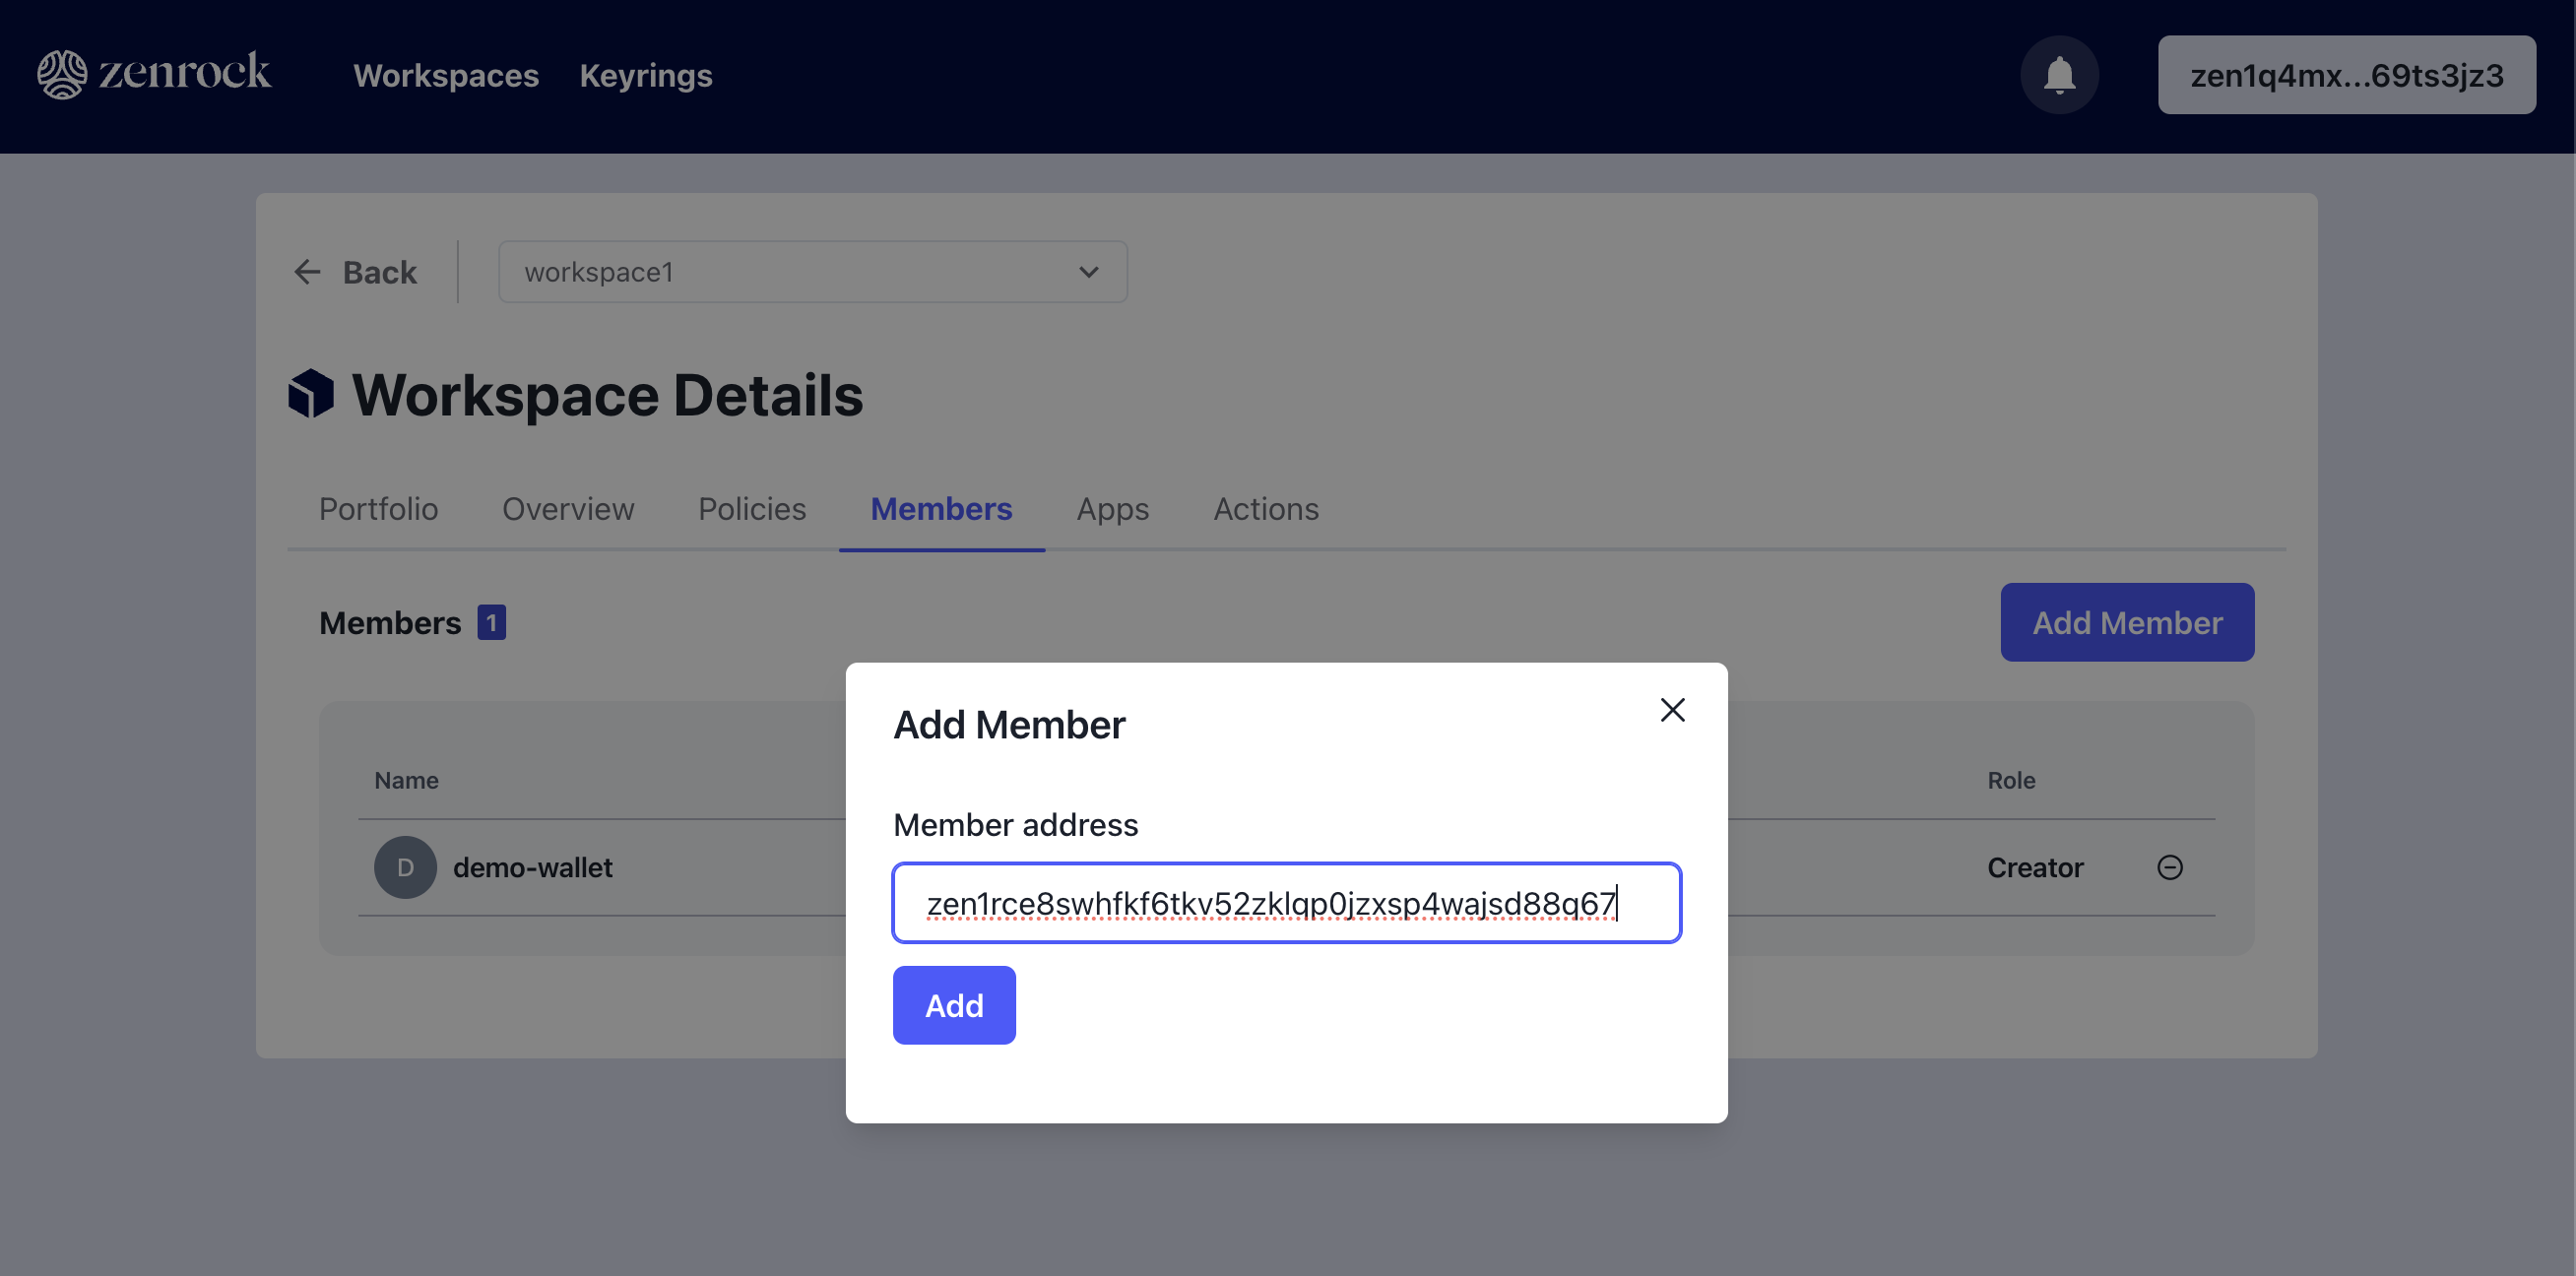 zenrock Workspaces Keyrings zen1q4mx...69ts3jz3
Back workspace1
Workspace Details
Portfolio Overview Policies Members Apps Actions
Members 1 Add Member
Add Member
Name Role
Member address
D demo-wallet Creator
zen1rce8swhfkf6tkv52zklqp0jzxsp4wajsd88q67
Add